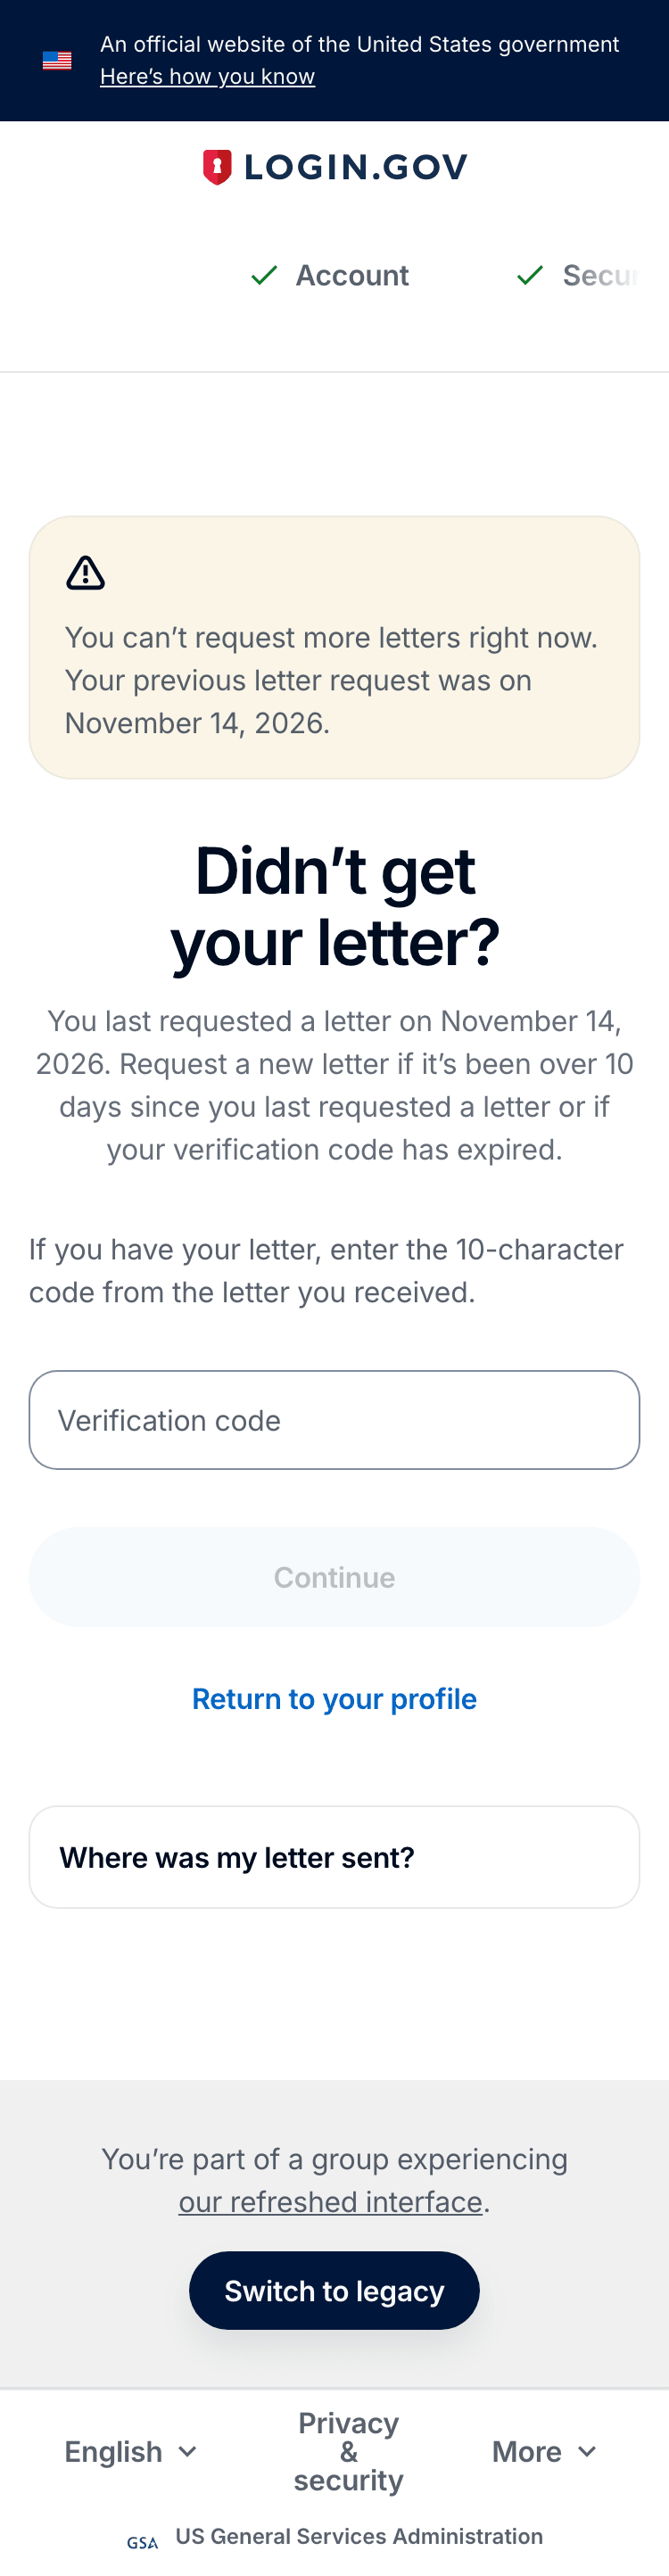 An official website of the United States government
Here’s how you know
LOGIN.GOV
Account
Secur
You can’t request more letters right now.
Your previous letter request was on
November 14, 2026.
Didn’t get
your letter?
You last requested a letter on November 14,
2026. Request a new letter if it’s been over 10
days since you last requested a letter or if
your verification code has expired.
If you have your letter, enter the 10-character
code from the letter you received.
Verification code
Continue
Return to your profile
Where was my letter sent?
You’re part of a group experiencing
our refreshed interface.
Switch to legacy
English
Privacy
&
security
More
GSA US General Services Administration